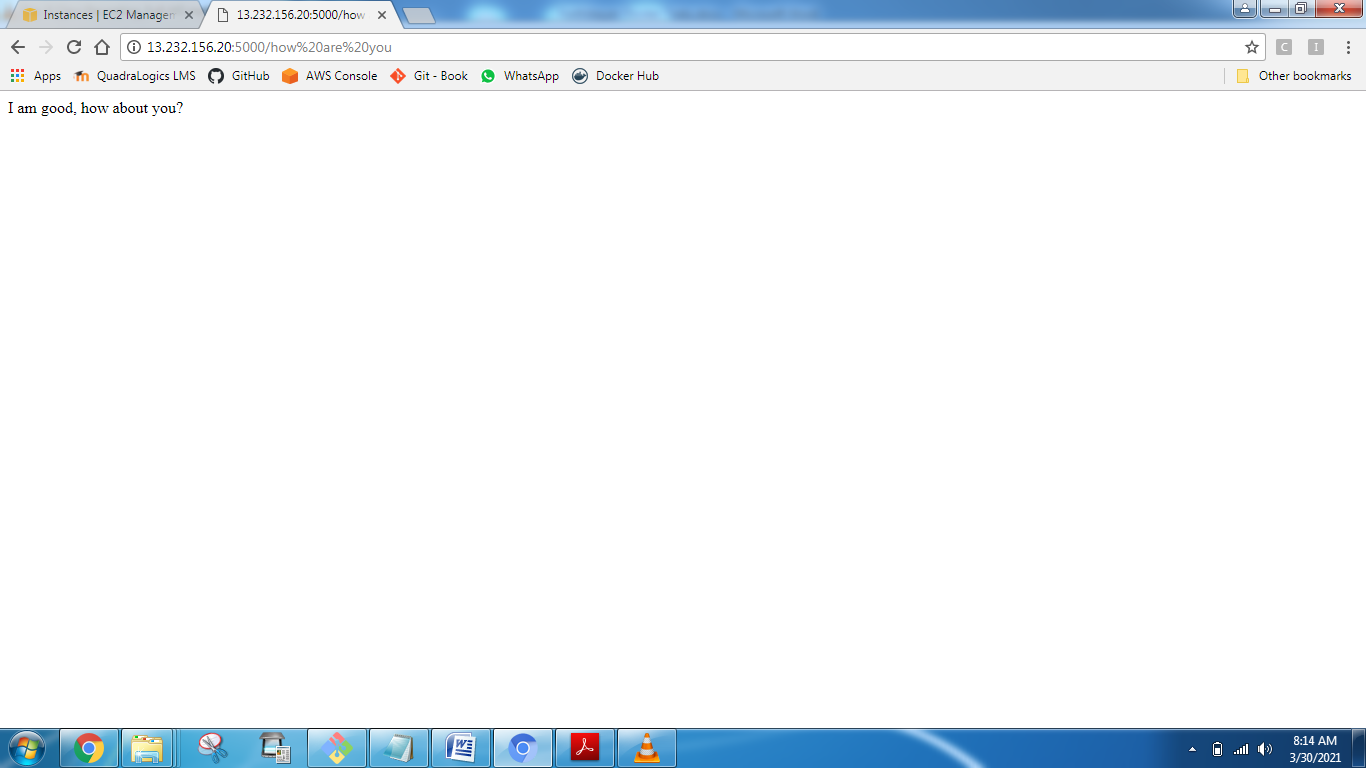 Instances | EC2 Managem
13.232.156.20:5000/how
13.232.156.20:5000/how%20are%20you
Apps QuadraLogics LMS GitHub AWS Console Git - Book WhatsApp Docker Hub Other bookmarks
I am good, how about you?
8:14 AM
3/30/2021